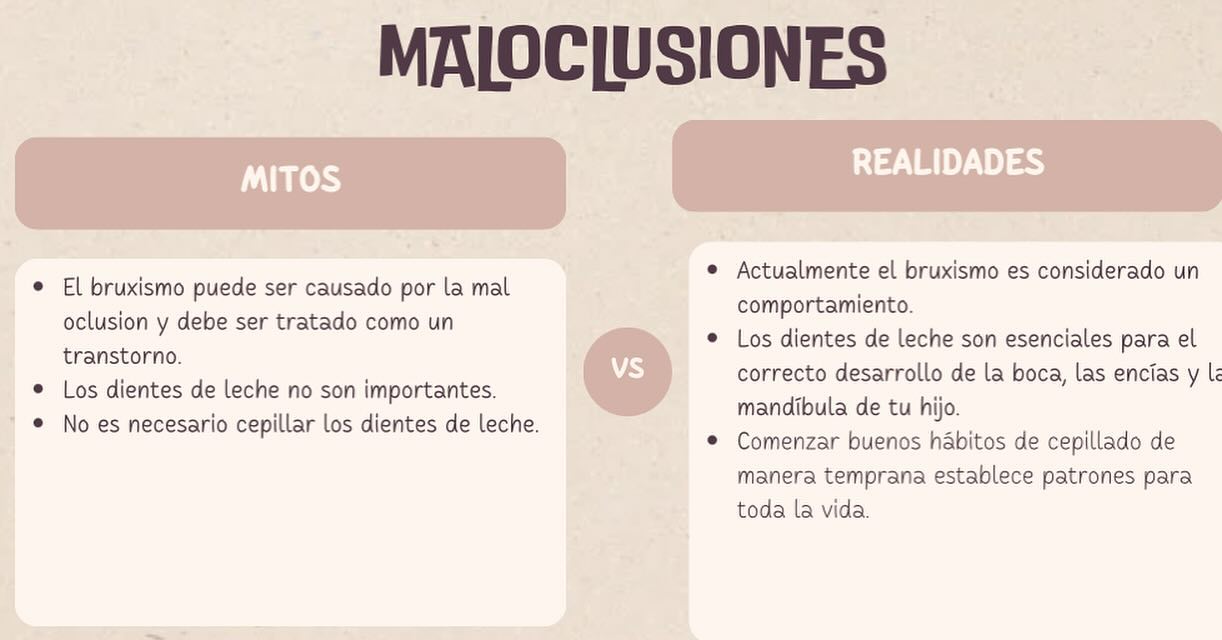 MALOCLUSIONES
MITOS
El bruxismo puede ser causado por la mal
oclusion y debe ser tratado como un
transtorno.
Los dientes de leche no son importantes.
No es necesario cepillar los dientes de leche.
VS
REALIDADES
Actualmente el bruxismo es considerado un
comportamiento.
Los dientes de leche son esenciales para el
correcto desarrollo de la boca, las encías y la
mandíbula de tu hijo.
Comenzar buenos hábitos de cepillado de
manera temprana establece patrones para
toda la vida.